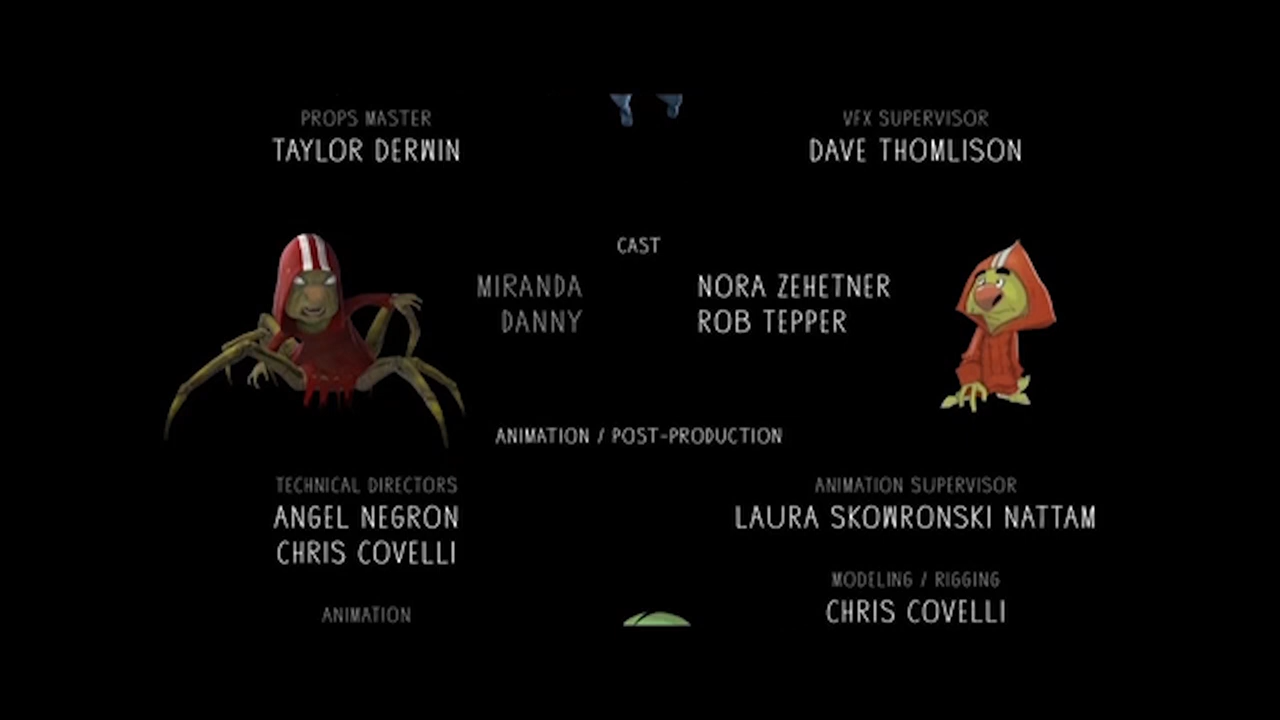 PROPS MASTER
TAYLOR DERWIN
VFX SUPERVISOR
DAVE THOMLISON
CAST
MIRANDA NORA ZEHETNER
DANNY ROB TEPPER
ANIMATION / POST-PRODUCTION
TECHNICAL DIRECTORS
ANGEL NEGRON
CHRIS COVELLI
ANIMATION SUPERVISOR
LAURA SKOWRONSKI NATTAM
MODELING / RIGGING
CHRIS COVELLI
ANIMATION